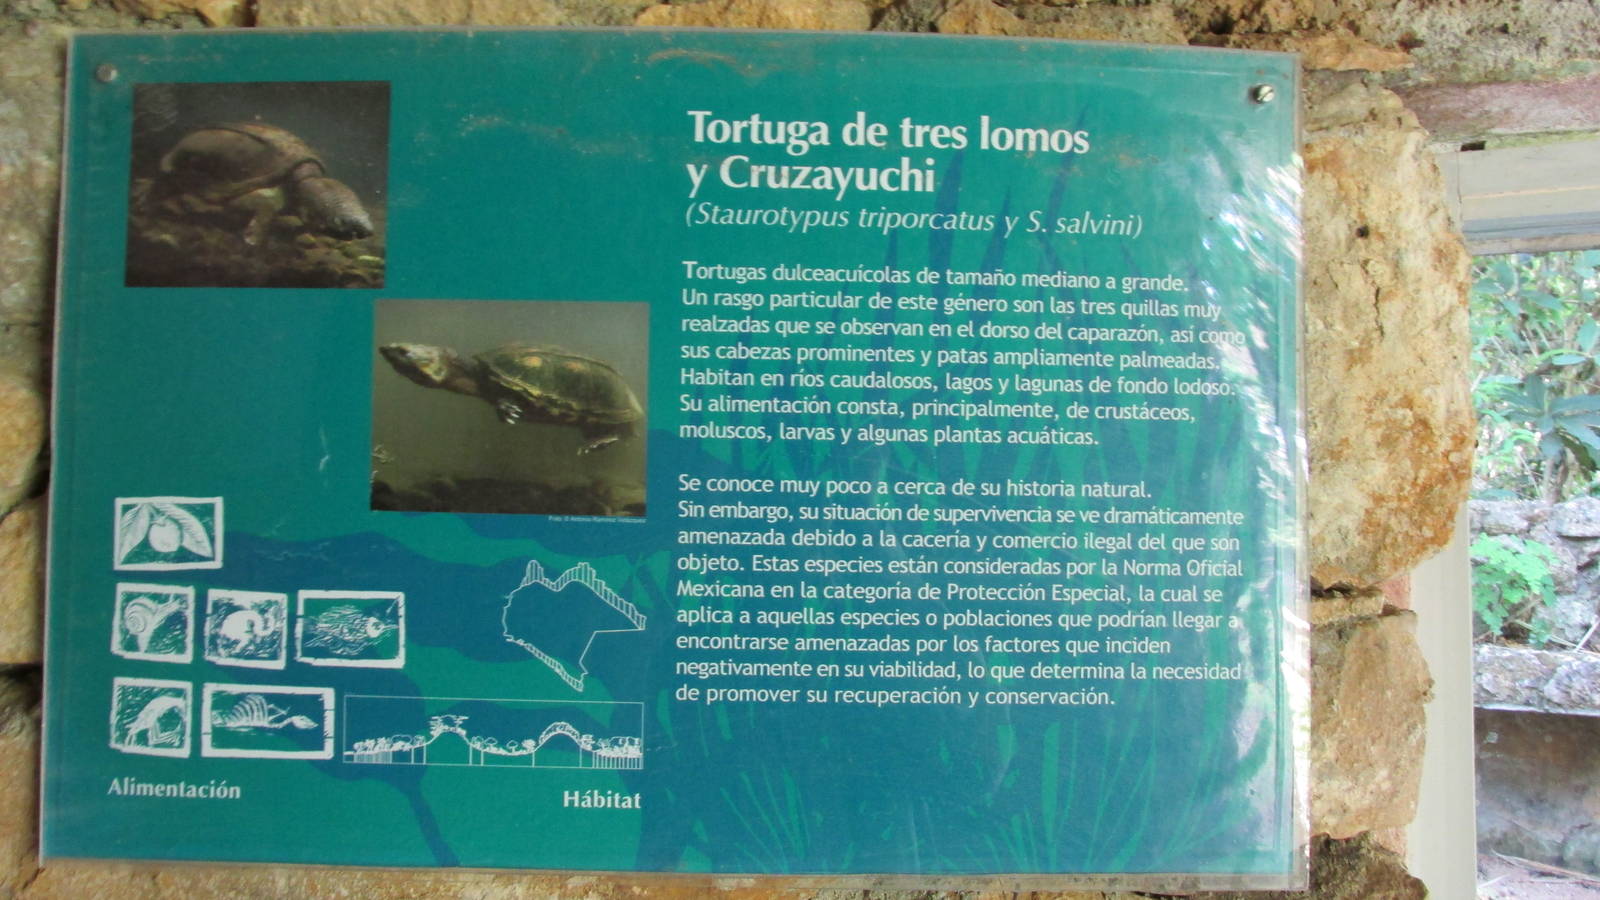 Tortuga de tres lomos
y Cruzayuchi
(Staurotypus triporcatus y S. salvini)
Tortugas dulceacuícolas de tamaño mediano a grande.
Un rasgo particular de este género son las tres quillas muy
realzadas que se observan en el dorso del caparazón, así como
sus cabezas prominentes y patas ampliamente palmeadas.
Habitan en ríos caudalosos, lagos y lagunas de fondo lodoso.
Su alimentación consta, principalmente, de crustáceos,
moluscos, larvas y algunas plantas acuáticas.
Se conoce muy poco a cerca de su historia natural.
Sin embargo, su situación de supervivencia se ve dramáticamente
amenazada debido a la cacería y comercio ilegal del que son
objeto. Estas especies están consideradas por la Norma Oficial
Mexicana en la categoría de Protección Especial, la cual se
aplica a aquellas especies o poblaciones que podrían llegar a
encontrarse amenazadas por los factores que inciden
negativamente en su viabilidad, lo que determina la necesidad
de promover su recuperación y conservación.
Alimentación
Hábitat